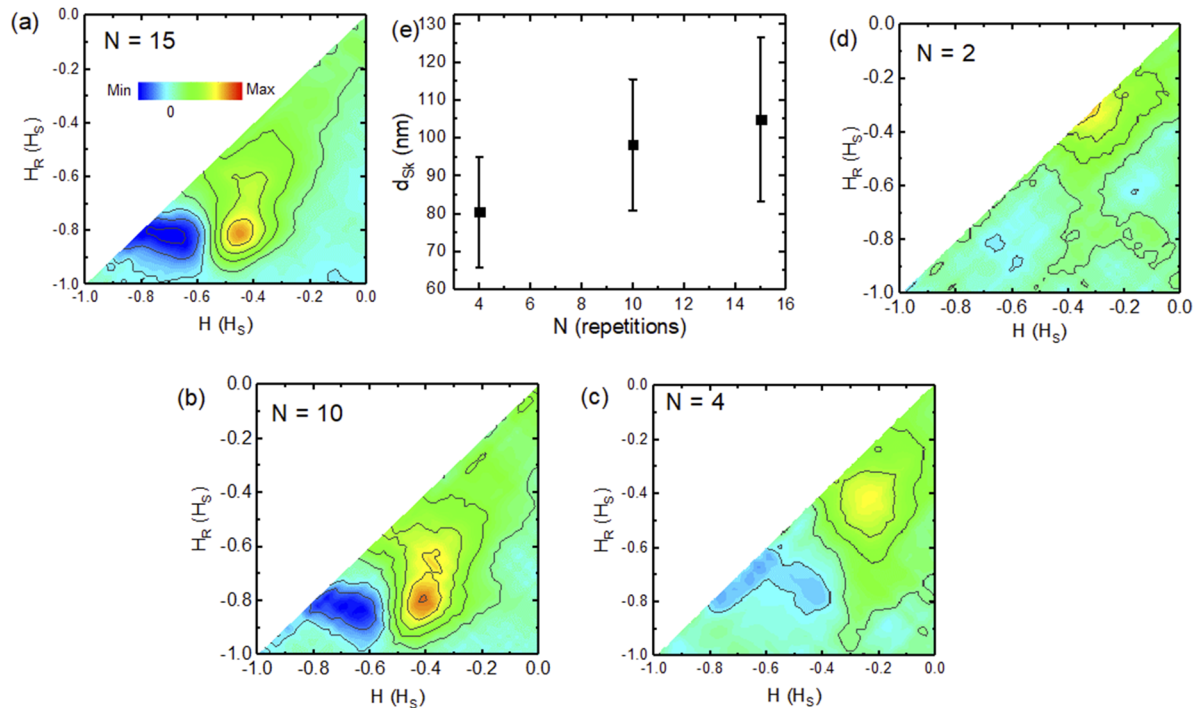 (a)
N = 15
Min
Max
0
0.0
-0.2
-0.4
-0.6
-0.8
-1.0
H_R (H_S)
-1.0 -0.8 -0.6 -0.4 -0.2 0.0
H (H_S)
(e)
130
120
110
100
90
80
70
60
d_Sk (nm)
4 6 8 10 12 14 16
N (repetitions)
(d)
N = 2
0.0
-0.2
-0.4
-0.6
-0.8
-1.0
H_R (H_S)
-1.0 -0.8 -0.6 -0.4 -0.2 0.0
H (H_S)
(b)
N = 10
0.0
-0.2
-0.4
-0.6
-0.8
-1.0
H_R (H_S)
-1.0 -0.8 -0.6 -0.4 -0.2 0.0
H (H_S)
(c)
N = 4
0.0
-0.2
-0.4
-0.6
-0.8
-1.0
H_R (H_S)
-1.0 -0.8 -0.6 -0.4 -0.2 0.0
H (H_S)